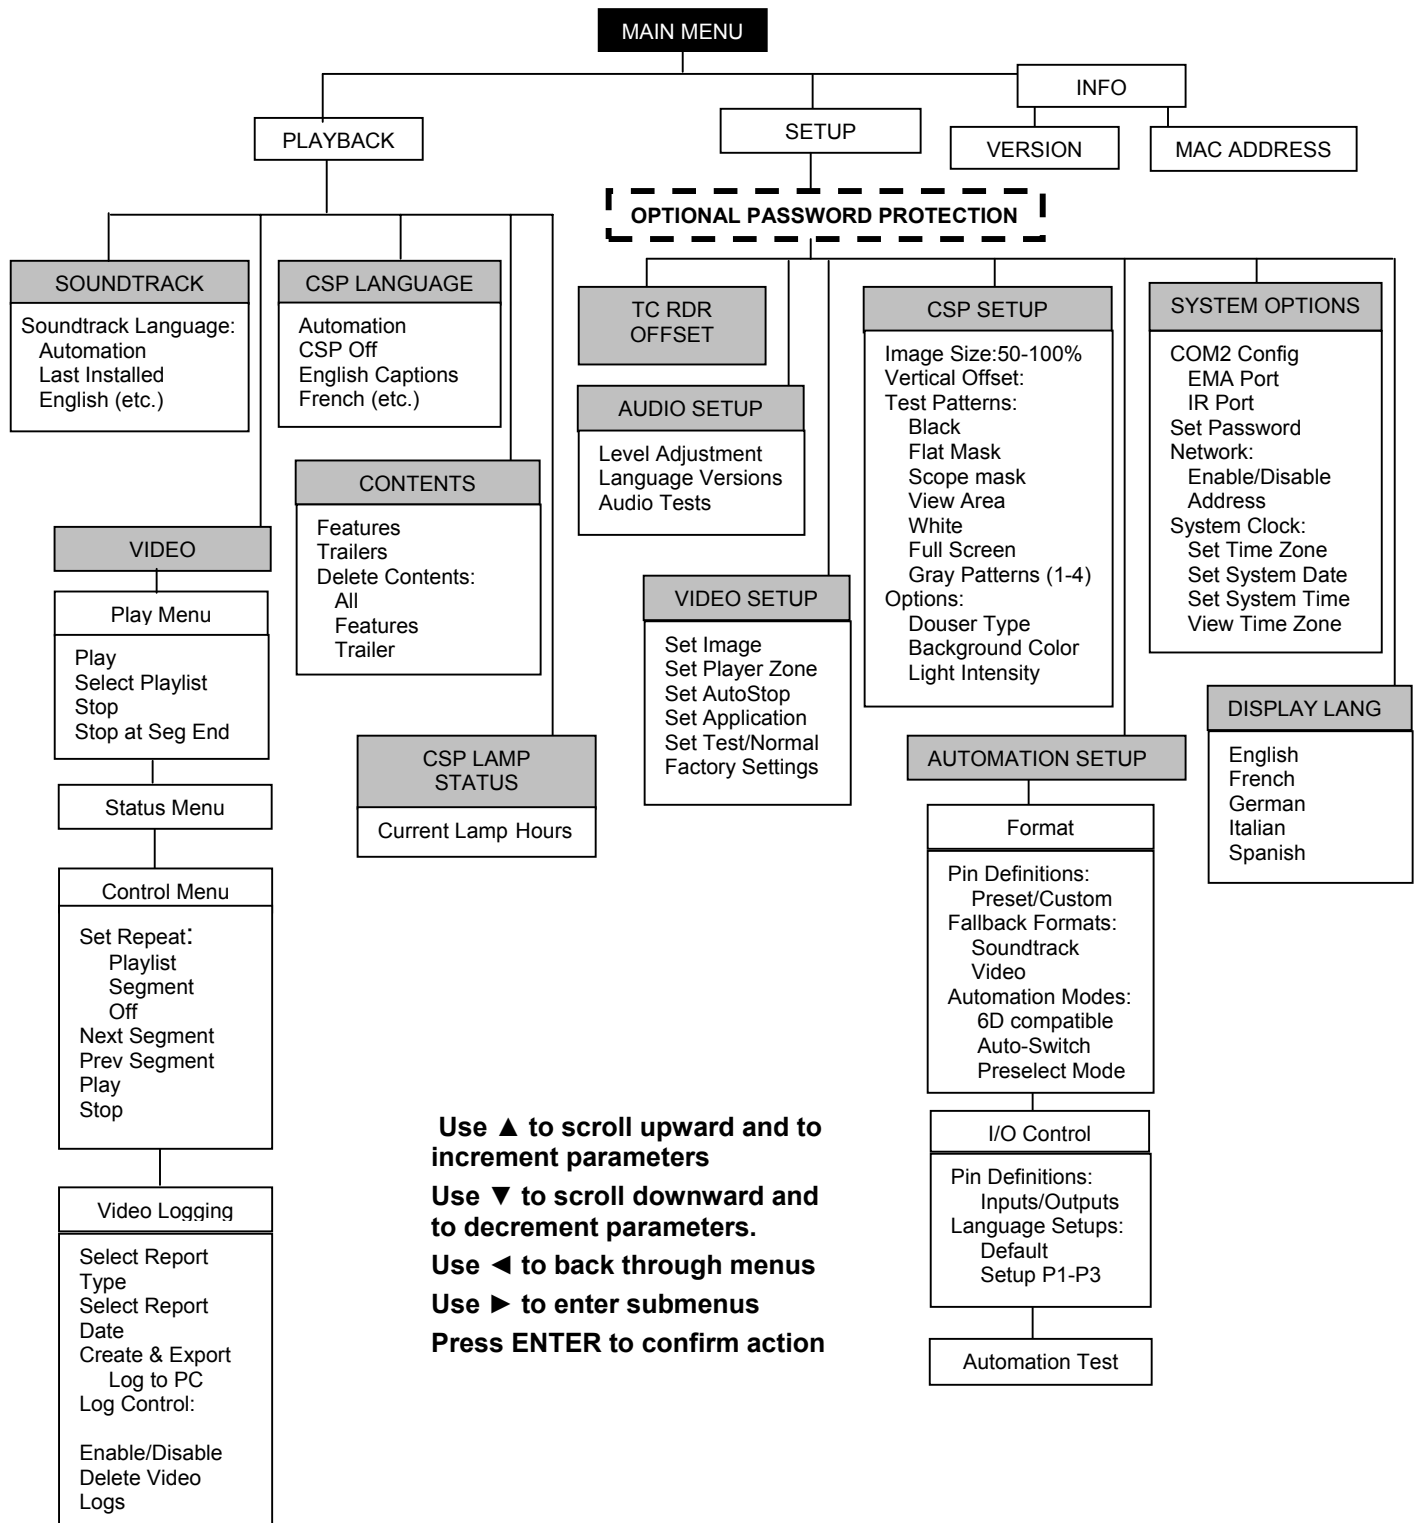 MAIN MENU
INFO
PLAYBACK
SETUP
VERSION
MAC ADDRESS
OPTIONAL PASSWORD PROTECTION
SOUNDTRACK
Soundtrack Language:
Automation
Last Installed
English (etc.)
CSP LANGUAGE
Automation
CSP Off
English Captions
French (etc.)
CONTENTS
Features
Trailers
Delete Contents:
All
Features
Trailer
VIDEO
Play Menu
Play
Select Playlist
Stop
Stop at Seg End
Status Menu
Control Menu
Set Repeat:
Playlist
Segment
Off
Next Segment
Prev Segment
Play
Stop
Video Logging
Select Report
Type
Select Report
Date
Create & Export
Log to PC
Log Control:
Enable/Disable
Delete Video
Logs
CSP LAMP
STATUS
Current Lamp Hours
TC RDR
OFFSET
AUDIO SETUP
Level Adjustment
Language Versions
Audio Tests
VIDEO SETUP
Set Image
Set Player Zone
Set AutoStop
Set Application
Set Test/Normal
Factory Settings
CSP SETUP
Image Size:50-100%
Vertical Offset:
Test Patterns:
Black
Flat Mask
Scope mask
View Area
White
Full Screen
Gray Patterns (1-4)
Options:
Douser Type
Background Color
Light Intensity
SYSTEM OPTIONS
COM2 Config
EMA Port
IR Port
Set Password
Network:
Enable/Disable
Address
System Clock:
Set Time Zone
Set System Date
Set System Time
View Time Zone
DISPLAY LANG
English
French
German
Italian
Spanish
AUTOMATION SETUP
Format
Pin Definitions:
Preset/Custom
Fallback Formats:
Soundtrack
Video
Automation Modes:
6D compatible
Auto-Switch
Preselect Mode
I/O Control
Pin Definitions:
Inputs/Outputs
Language Setups:
Default
Setup P1-P3
Automation Test
Use ▲ to scroll upward and to
increment parameters
Use ▼ to scroll downward and
to decrement parameters.
Use ◄ to back through menus
Use ► to enter submenus
Press ENTER to confirm action